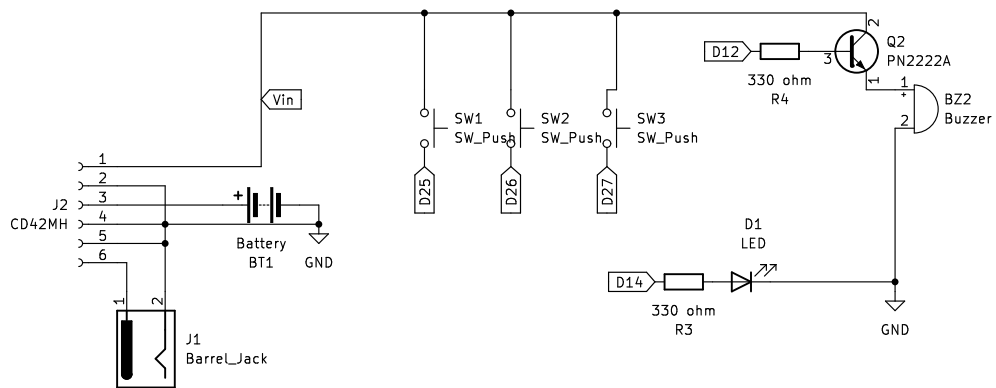 2
D12
3
Q2
PN2222A
330 ohm
R4
1
1
+
BZ2
Buzzer
2
Vin
SW1
SW_Push
SW2
SW_Push
SW3
SW_Push
D25
D26
D27
1
2
J2
3
CD42MH
4
5
6
+
Battery
BT1
GND
D1
LED
D14
330 ohm
R3
GND
1
2
J1
Barrel_Jack